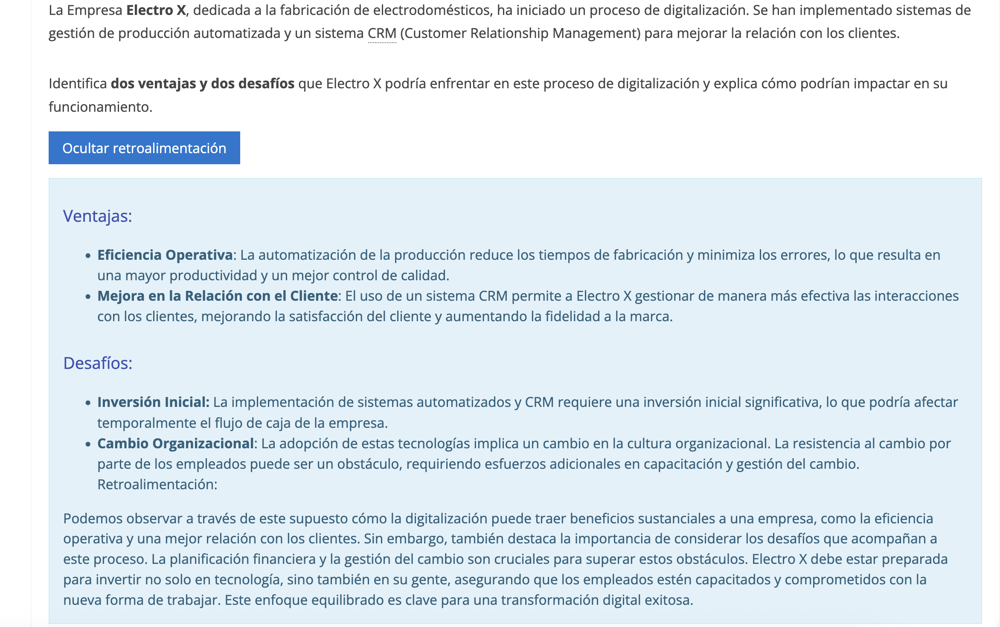 La Empresa Electro X, dedicada a la fabricación de electrodomésticos, ha iniciado un proceso de digitalización. Se han implementado sistemas de
gestión de producción automatizada y un sistema CRM (Customer Relationship Management) para mejorar la relación con los clientes.
Identifica dos ventajas y dos desafíos que Electro X podría enfrentar en este proceso de digitalización y explica cómo podrían impactar en su
funcionamiento.
Ocultar retroalimentación
Ventajas:
• Eficiencia Operativa: La automatización de la producción reduce los tiempos de fabricación y minimiza los errores, lo que resulta en
una mayor productividad y un mejor control de calidad.
• Mejora en la Relación con el Cliente: El uso de un sistema CRM permite a Electro X gestionar de manera más efectiva las interacciones
con los clientes, mejorando la satisfacción del cliente y aumentando la fidelidad a la marca.
Desafíos:
• Inversión Inicial: La implementación de sistemas automatizados y CRM requiere una inversión inicial significativa, lo que podría afectar
temporalmente el flujo de caja de la empresa.
• Cambio Organizacional: La adopción de estas tecnologías implica un cambio en la cultura organizacional. La resistencia al cambio por
parte de los empleados puede ser un obstáculo, requiriendo esfuerzos adicionales en capacitación y gestión del cambio.
Retroalimentación:
Podemos observar a través de este supuesto cómo la digitalización puede traer beneficios sustanciales a una empresa, como la eficiencia
operativa y una mejor relación con los clientes. Sin embargo, también destaca la importancia de considerar los desafíos que acompañan a
este proceso. La planificación financiera y la gestión del cambio son cruciales para superar estos obstáculos. Electro X debe estar preparada
para invertir no solo en tecnología, sino también en su gente, asegurando que los empleados estén capacitados y comprometidos con la
nueva forma de trabajar. Este enfoque equilibrado es clave para una transformación digital exitosa.